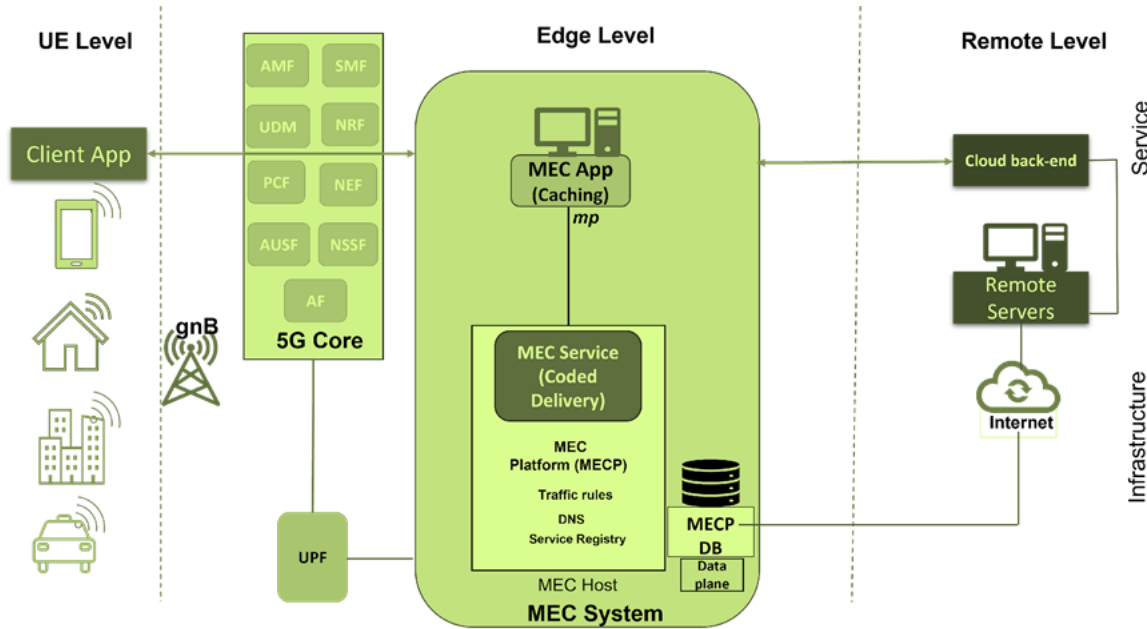 UE Level
Edge Level
Remote Level
AMF
SMF
UDM
NRF
PCF
NEF
AUSF
NSSF
AF
5G Core
Client App
gnB
UPF
MEC App
(Caching)
mp
MEC Service
(Coded
Delivery)
MEC
Platform (MECP)
Traffic rules
DNS
Service Registry
MECP
DB
Data
plane
MEC Host
MEC System
Cloud back-end
Remote
Servers
Internet
Service
Infrastructure